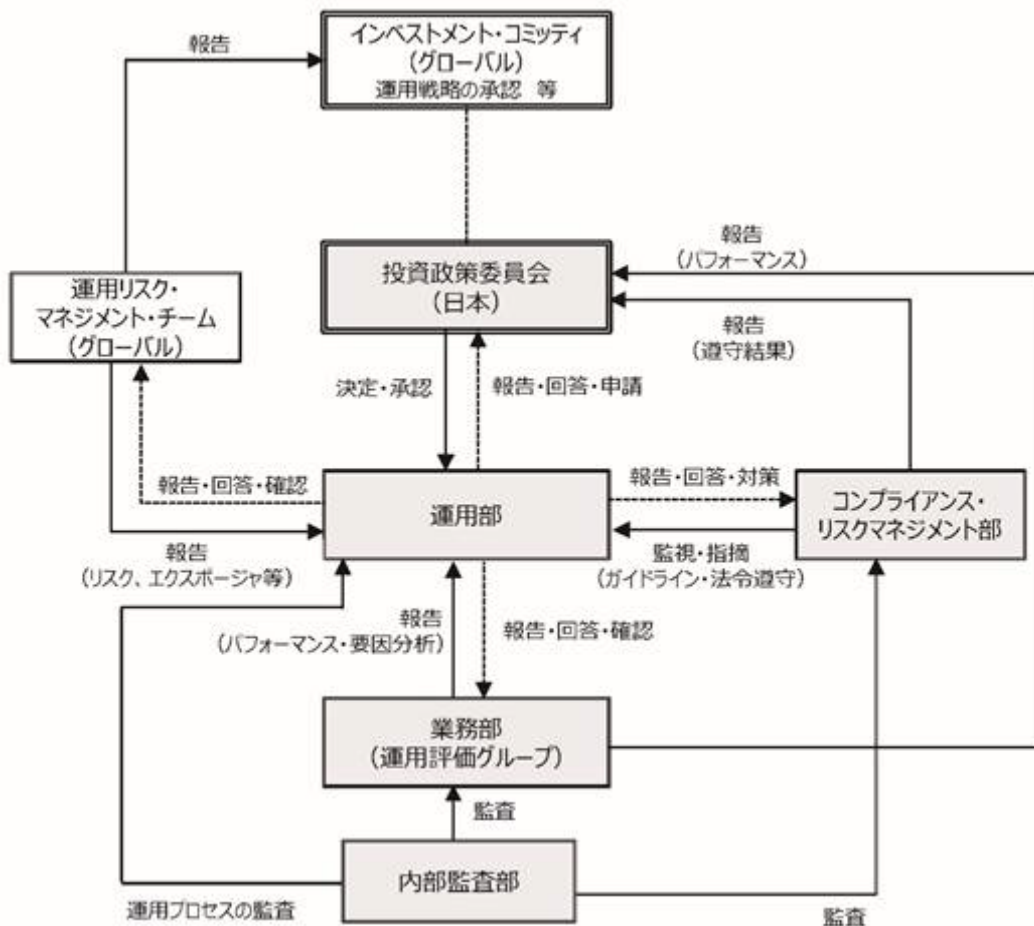 報告
インベストメント・コミッティ
(グローバル)
運用戦略の承認 等
報告
(パフォーマンス)
投資政策委員会
(日本)
運用リスク・
マネジメント・チーム
(グローバル)
報告
(遵守結果)
決定・承認
報告・回答・申請
報告・回答・確認
運用部
報告・回答・対策
コンプライアンス・
リスクマネジメント部
報告
(リスク、エクスポージャ等)
監視・指摘
(ガイドライン・法令遵守)
報告
(パフォーマンス・要因分析)
報告・回答・確認
業務部
(運用評価グループ)
監査
内部監査部
運用プロセスの監査
監査